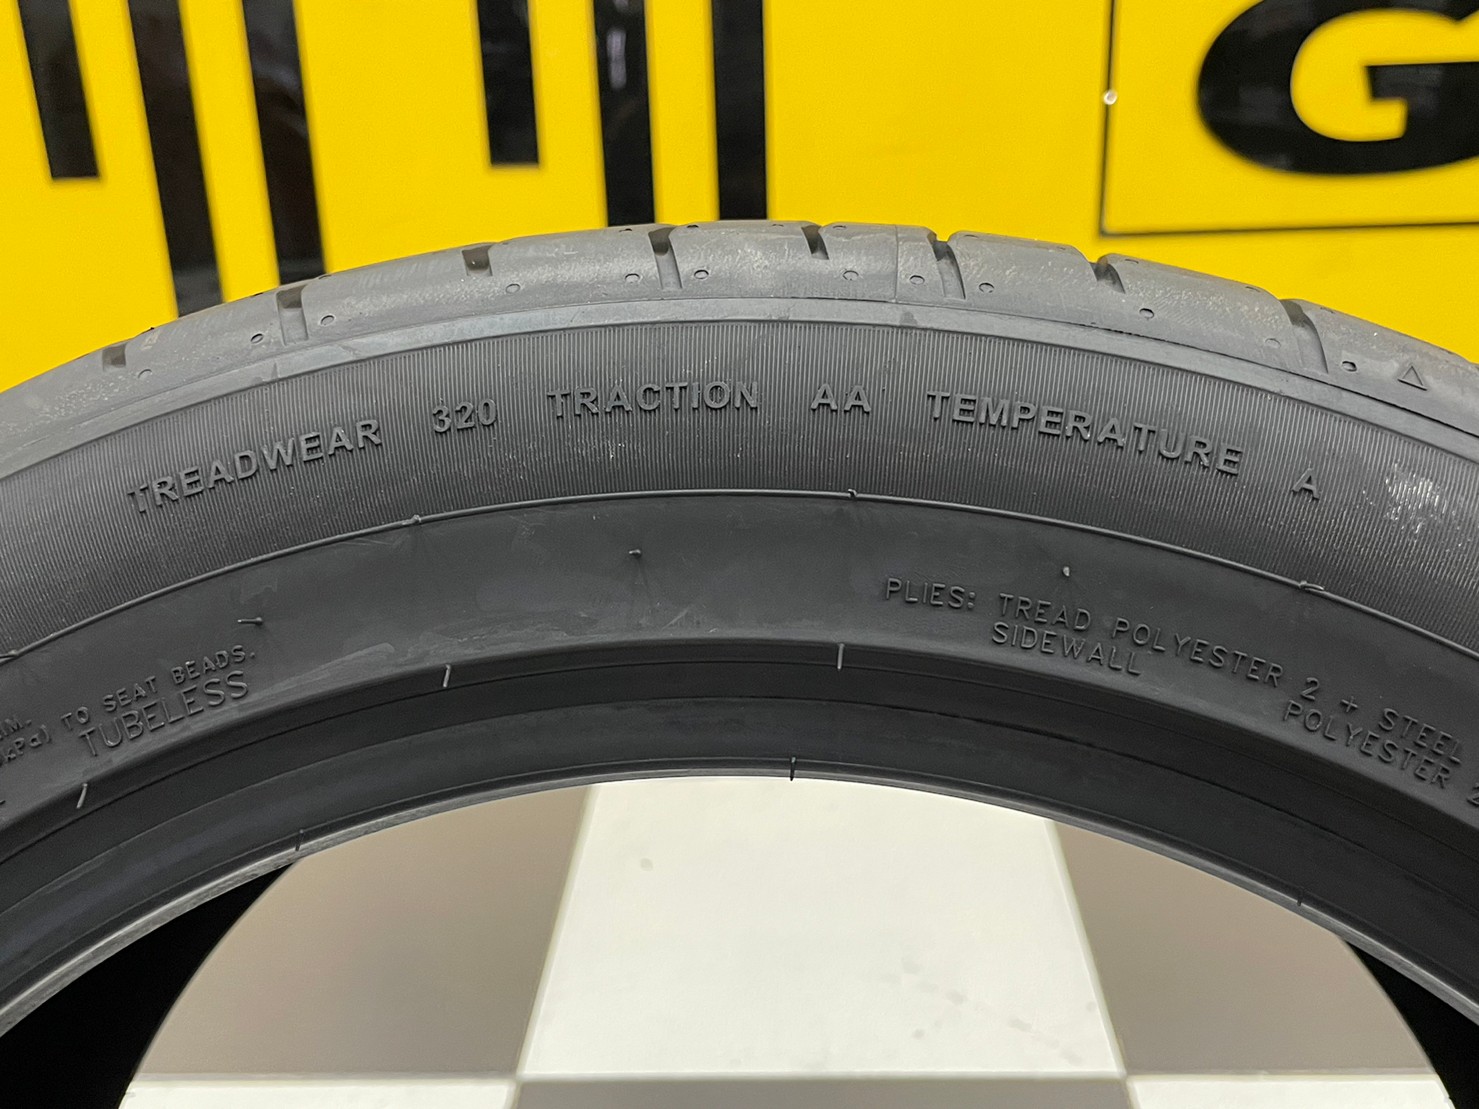 G
TREADWEAR 320 TRACTION AA TEMPERATURE A
PLIES: TREAD POLYESTER 2 + STEEL
SIDEWALL POLYESTER
TO SEAT BEADS.
TUBELESS